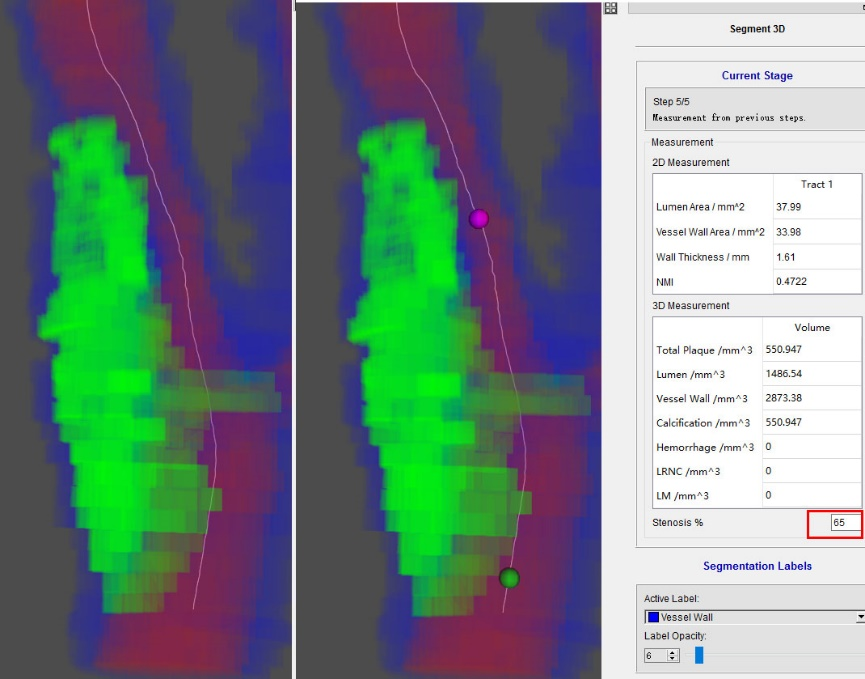 Segment 3D
Current Stage
Step 5/5
Measurement from previous steps.
Measurement
2D Measurement
Tract 1
Lumen Area / mm^2 37.99
Vessel Wall Area / mm^2 33.98
Wall Thickness / mm 1.61
NMI 0.4722
3D Measurement
Volume
Total Plaque /mm^3 550.947
Lumen /mm^3 1486.54
Vessel Wall /mm^3 2873.38
Calcification /mm^3 550.947
Hemorrhage /mm^3 0
LRNC /mm^3 0
LM /mm^3 0
Stenosis % 65
Segmentation Labels
Active Label:
Vessel Wall
Label Opacity:
6